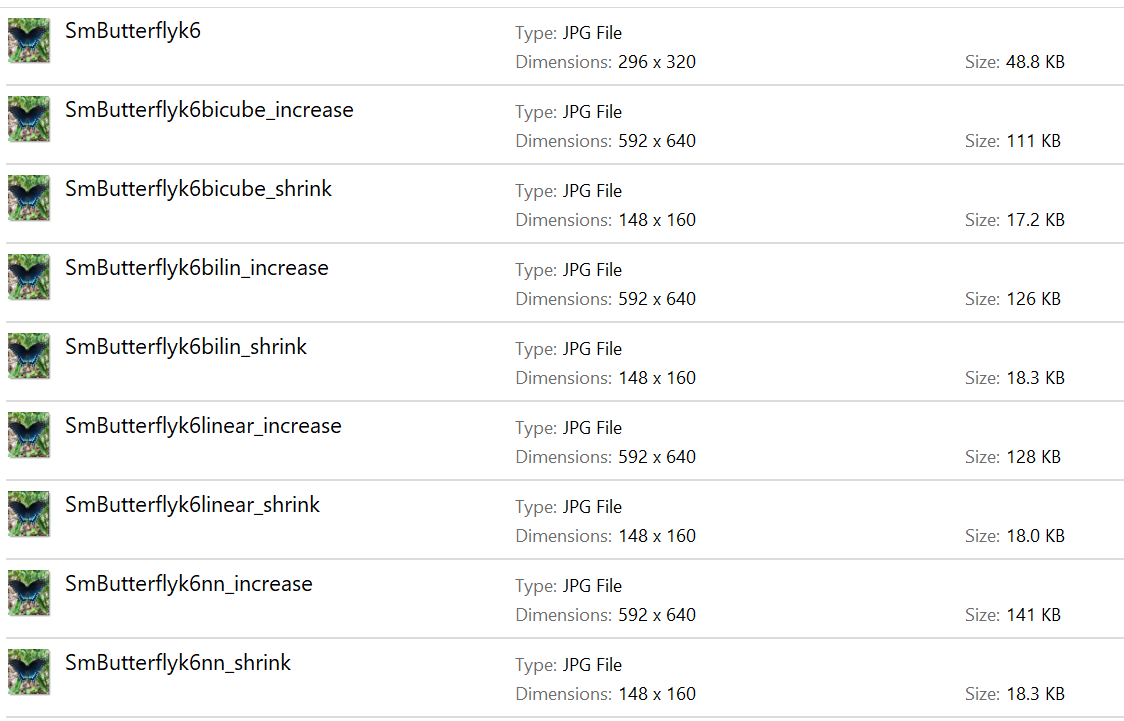 SmButterflyk6
Type: JPG File
Dimensions: 296 x 320 Size: 48.8 KB
SmButterflyk6bicube_increase
Type: JPG File
Dimensions: 592 x 640 Size: 111 KB
SmButterflyk6bicube_shrink
Type: JPG File
Dimensions: 148 x 160 Size: 17.2 KB
SmButterflyk6bilin_increase
Type: JPG File
Dimensions: 592 x 640 Size: 126 KB
SmButterflyk6bilin_shrink
Type: JPG File
Dimensions: 148 x 160 Size: 18.3 KB
SmButterflyk6linear_increase
Type: JPG File
Dimensions: 592 x 640 Size: 128 KB
SmButterflyk6linear_shrink
Type: JPG File
Dimensions: 148 x 160 Size: 18.0 KB
SmButterflyk6nn_increase
Type: JPG File
Dimensions: 592 x 640 Size: 141 KB
SmButterflyk6nn_shrink
Type: JPG File
Dimensions: 148 x 160 Size: 18.3 KB